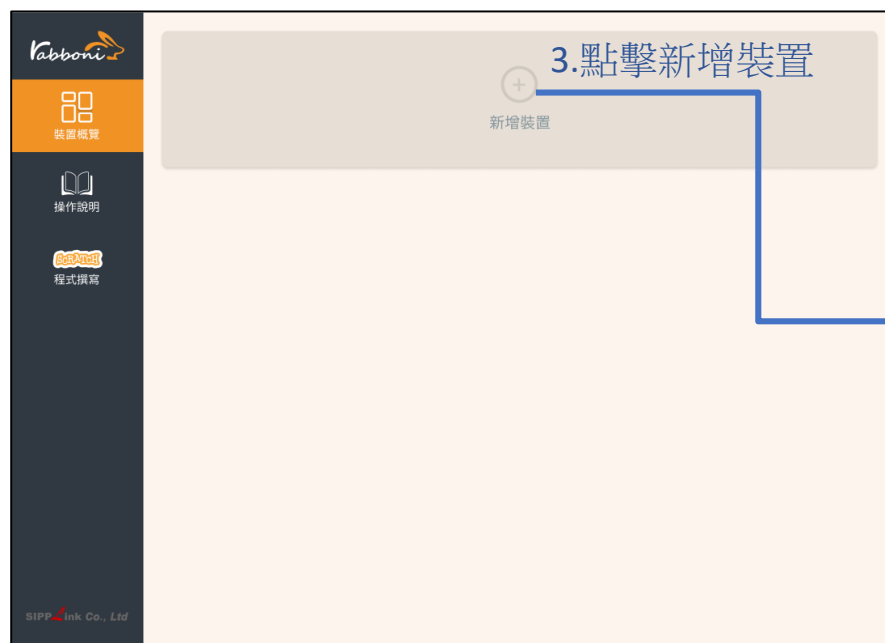 Rabboni
3.點擊新增裝置
新增裝置
裝置概覽
操作說明
SCRATCH
程式撰寫
SIPPLink Co., Ltd